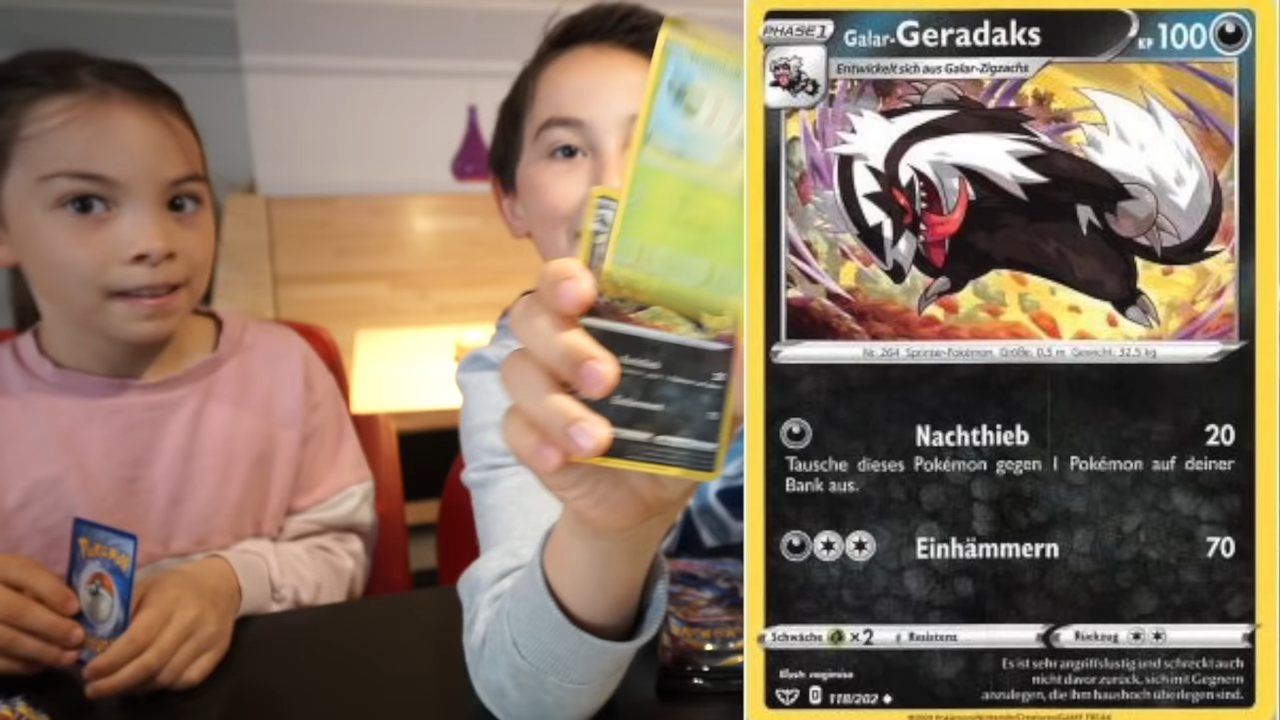 PHASE 1
Galar-Geradaks
KP 100
Entwickelt sich aus Galar-Zigzachs
Nr. 264 Sprinter-Pokémon Größe: 0,5 m Gewicht: 32,5 kg
Nachthieb 20
Tausche dieses Pokémon gegen 1 Pokémon auf deiner
Bank aus.
Einhämmern 70
Schwäche ×2 Resistenz Rückzug
118/202
Es ist sehr angriffslustig und schreckt auch
nicht davor zurück, sich mit Gegnern
anzulegen, die ihm haushoch überlegen sind.
POKéMON